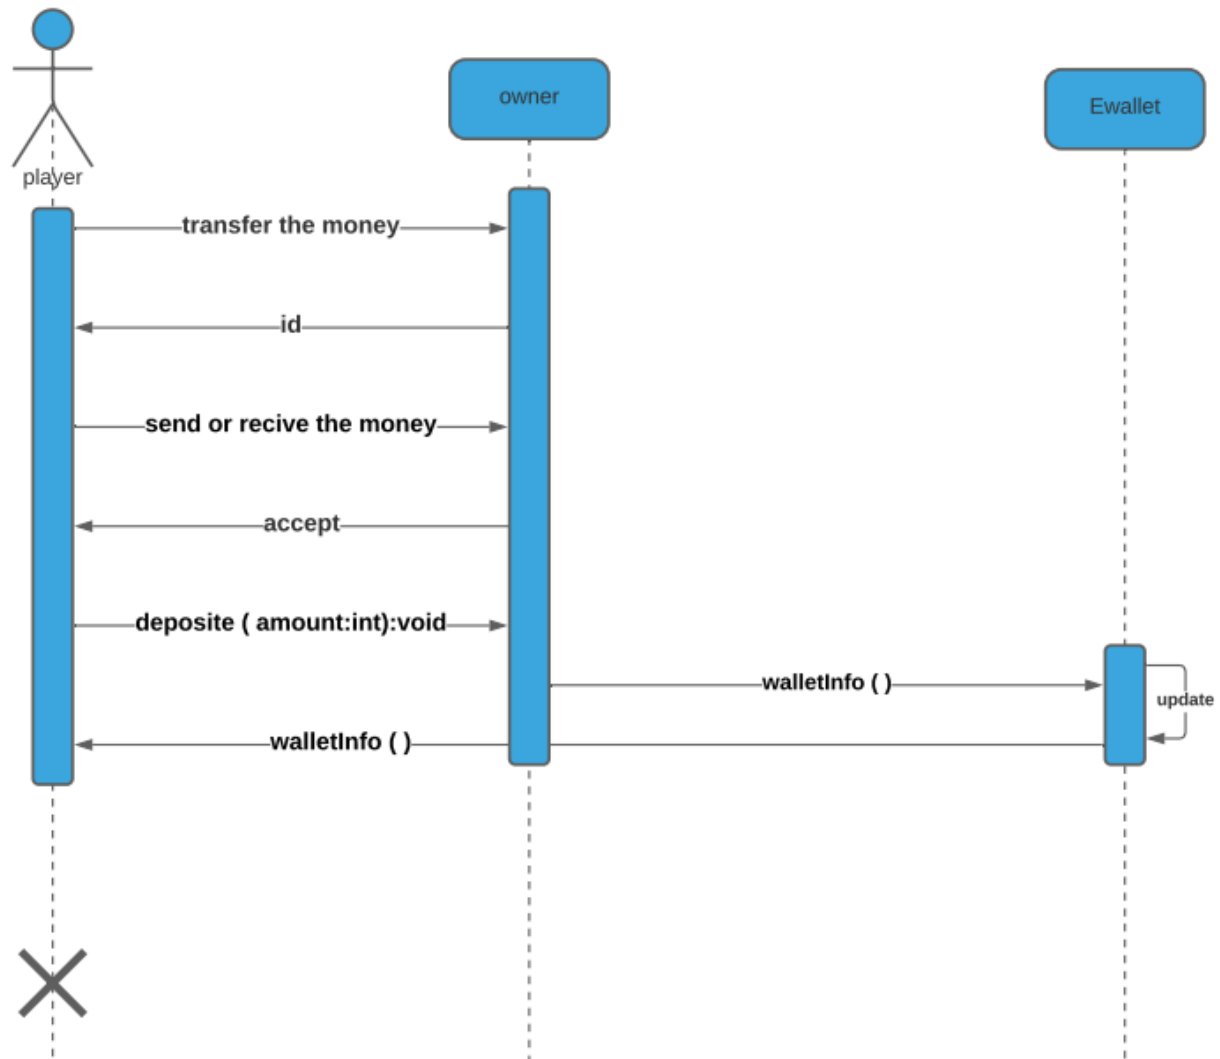 owner
Ewallet
player
transfer the money
id
send or recive the money
accept
deposite ( amount:int):void
walletInfo ( )
update
walletInfo ( )